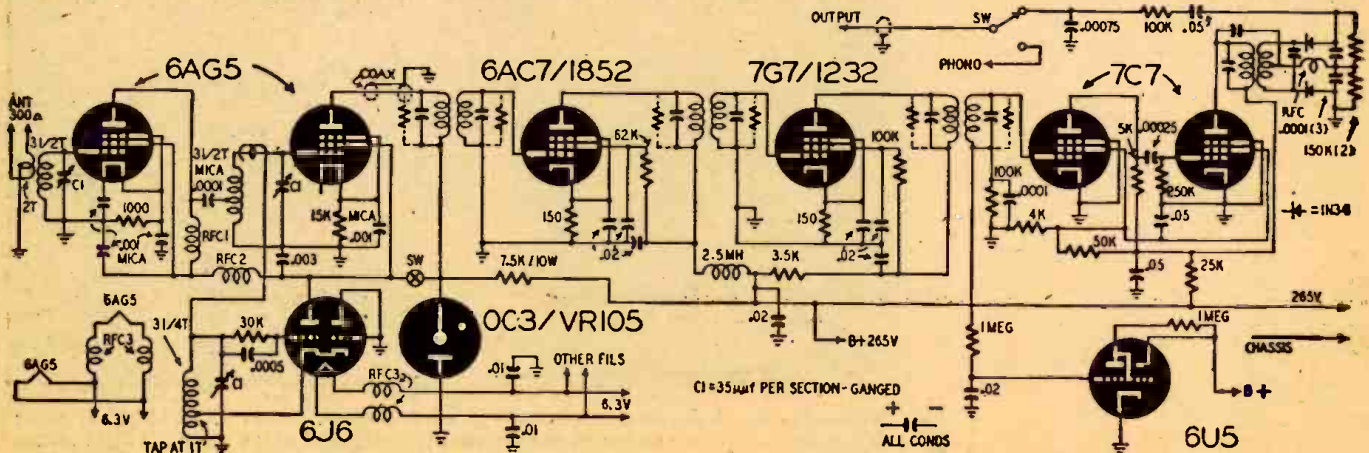 OUTPUT
SW
.00075
100K
.05
PHONO
6AG5
COAX
6AC7/1852
7G7/1232
7C7
ANT
300Ω
3 1/2T
C1
2T
1000
.001
MICA
3 1/2T
MICA
.0001
RFC1
RFC2
C1
15K
MICA
.001
.003
62K
150
.02
100K
150
.02
100K
.0001
4K
50K
5K
.00025
250K
.05
.05
25K
RFC
.0001(3)
150K(2)
=1N34
SW
7.5K/10W
2.5MH
3.5K
.02
B+265V
265V
OC3/VR105
6AG5
RFC3
6AG5
6.3V
3 1/4T
30K
.0005
C1
TAP AT 1T
6J6
RFC3
.01
OTHER FILS
6.3V
.01
C1=35μμf PER SECTION-GANGED
+ -
ALL CONDS
1MEG
.02
1MEG
CHASSIS
B+
6U5